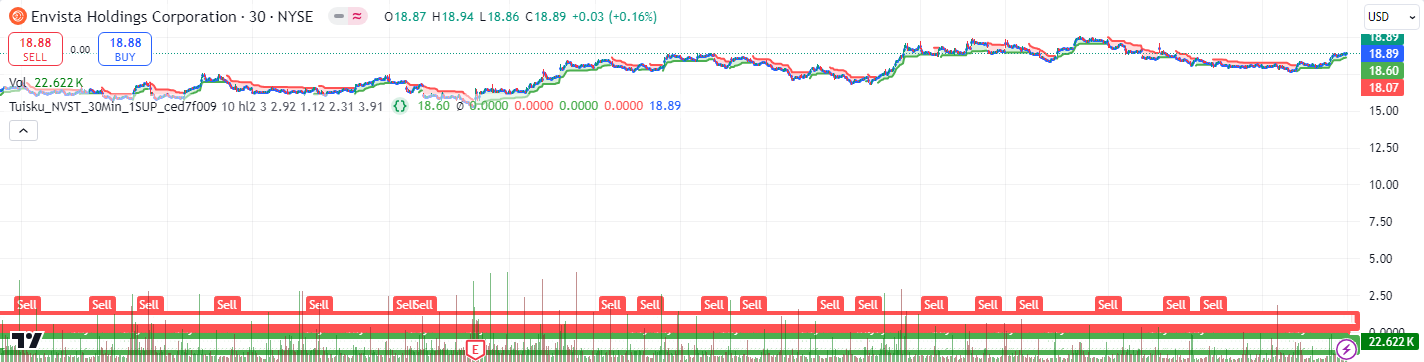 Envista Holdings Corporation · 30 · NYSE O18.87 H18.94 L18.86 C18.89 +0.03 (+0.16%)
USD
18.88 SELL 0.00 18.88 BUY
Vol 22.622 K
Tuisku_NVST_30Min_1SUP_ced7f009 10 hl2 3 2.92 1.12 2.31 3.91 18.60 Ø 0.0000 0.0000 0.0000 0.0000 18.89
18.89
18.89
18.60
18.07
15.00
12.50
10.00
7.50
5.00
2.50
Sell Sell Sell Sell Sell Sell Sell Sell Sell Sell Sell Sell Sell Sell Sell Sell Sell Sell Sell
0.0000
22.622 K
E